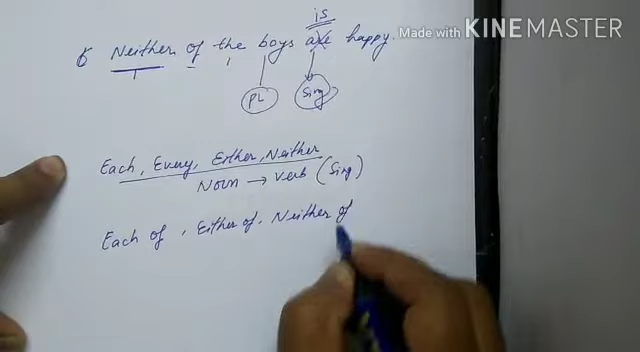 is
Neither of the boys are happy.
Made with KINEMASTER
PL Sing
Each, Every, Either, Neither
Noun → verb (Sing)
Each of, Either of, Neither of